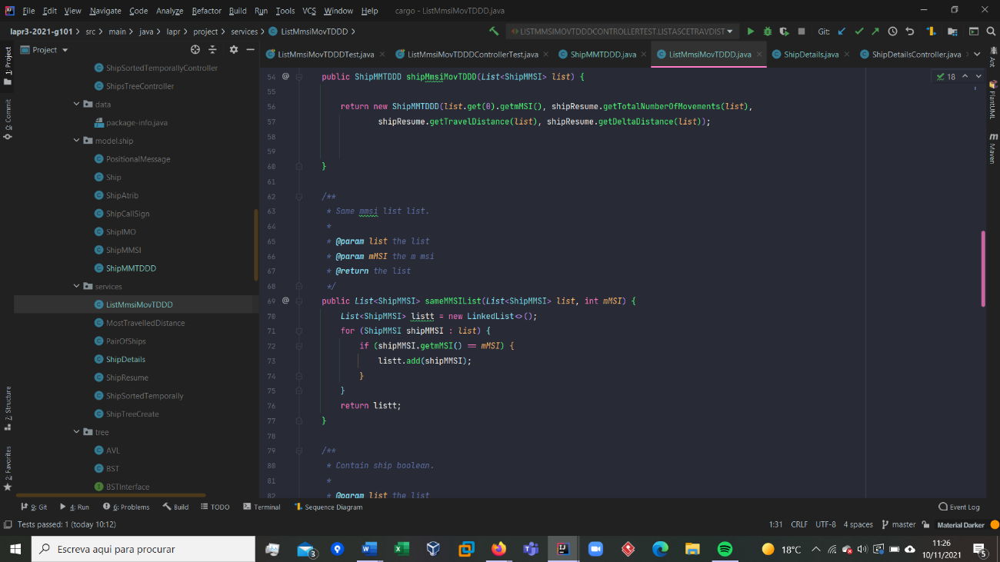 File Edit View Navigate Code Analyze Refactor Build Run Tools VCS Window Help cargo - ListMmsiMovTDDD.java
lapr3-2021-g101 src main java lapr project services ListMmsiMovTDDD LISTMMSIMOVTDDDCONTROLLERTEST.LISTASCETRAVDIST Git:
Project
ListMmsiMovTDDDTest.java ListMmsiMovTDDDControllerTest.java ShipMMTDDD.java ListMmsiMovTDDD.java ShipDetails.java ShipDetailsController.java
1: Project
0: Commit
7: Structure
2: Favorites
ShipSortedTemporallyController
ShipsTreeController
data
package-info.java
model.ship
PositionalMessage
Ship
ShipAtrib
ShipCallSign
ShipIMO
ShipMMSI
ShipMMTDDD
services
ListMmsiMovTDDD
MostTravelledDistance
PairOfShips
ShipDetails
ShipResume
ShipSortedTemporally
ShipTreeCreate
tree
AVL
BST
BSTInterface
54 @ public ShipMMTDDD shipMmsiMovTDDD(List<ShipMMSI> list) {
55
56 return new ShipMMTDDD(list.get(0).getmMSI(), shipResume.getTotalNumberOfMovements(list),
57 shipResume.getTravelDistance(list), shipResume.getDeltaDistance(list));
58
59
60 }
61
62 /**
63 * Same mmsi list list.
64 *
65 * @param list the list
66 * @param mMSI the m msi
67 * @return the list
68 */
69 @ public List<ShipMMSI> sameMMSIList(List<ShipMMSI> list, int mMSI) {
70 List<ShipMMSI> listt = new LinkedList<>();
71 for (ShipMMSI shipMMSI : list) {
72 if (shipMMSI.getmMSI() == mMSI) {
73 listt.add(shipMMSI);
74 }
75 }
76 return listt;
77 }
78
79 /**
80 * Contain ship boolean.
81 *
82 * @param list the list
18
Ant
PlantUML
m Maven
9: Git 4: Run 6: Problems Build TODO Terminal Sequence Diagram Event Log
Tests passed: 1 (today 10:12) 1:31 CRLF UTF-8 4 spaces master Material Darker
Escreva aqui para procurar 3 18°C 11:26
10/11/2021 5